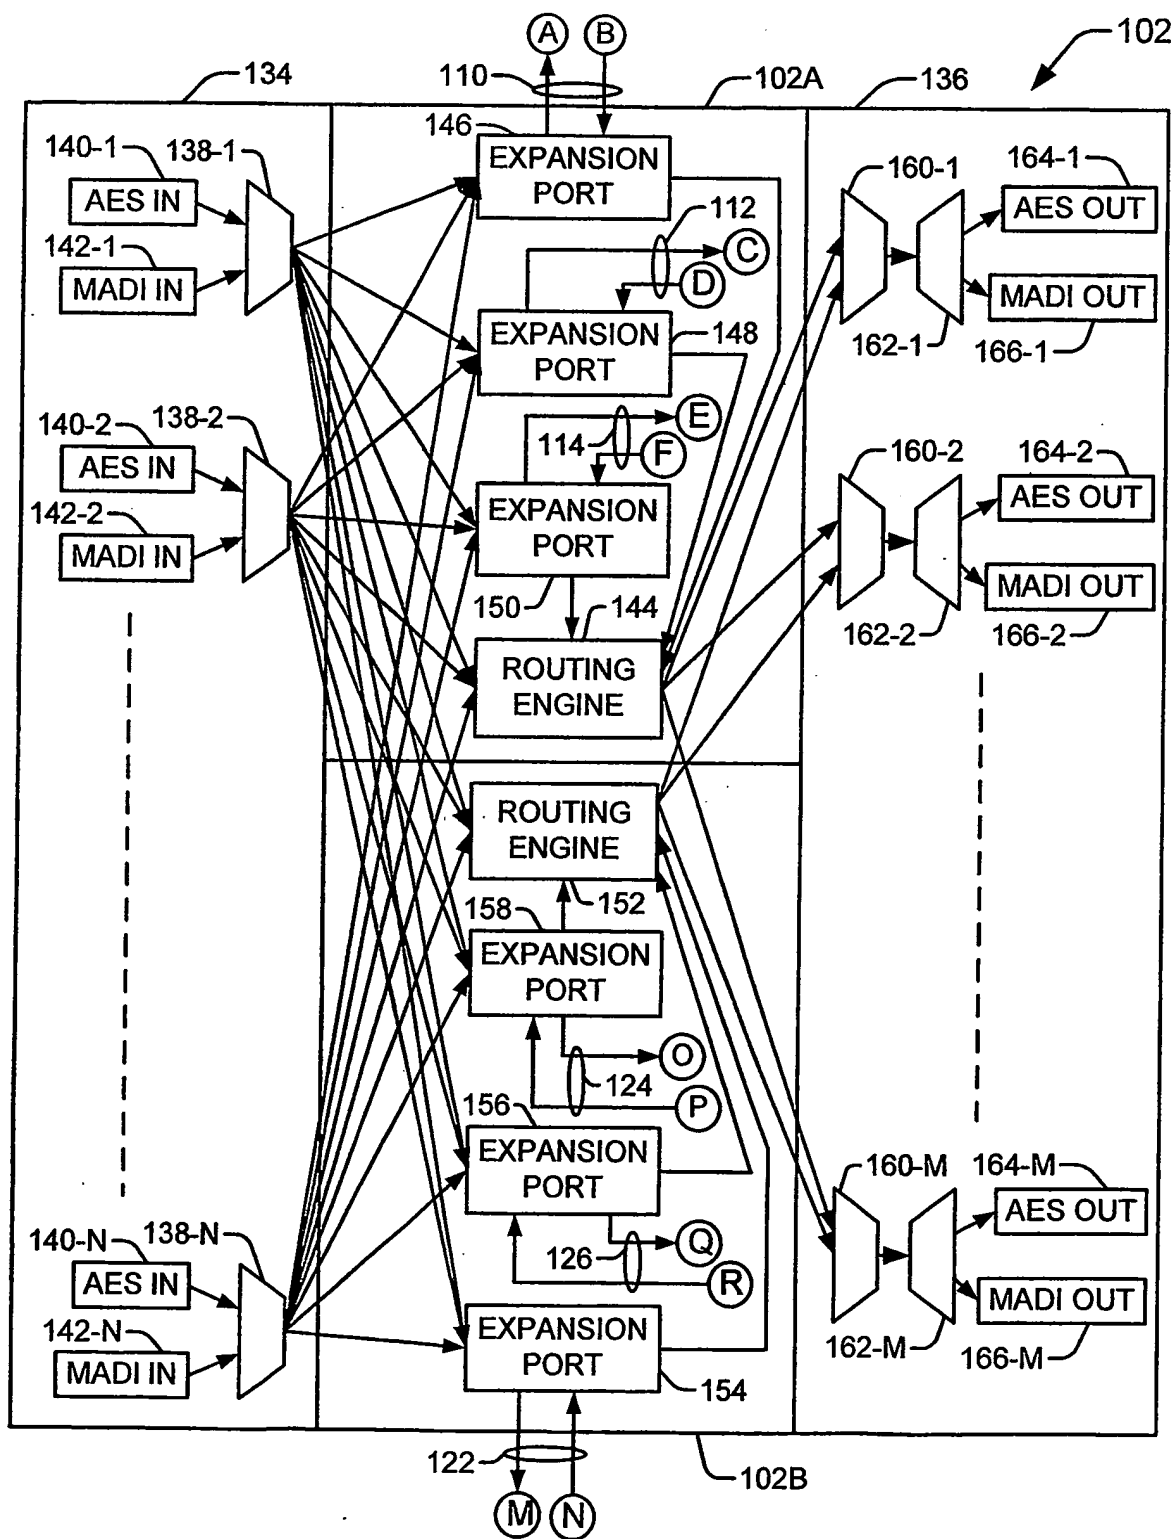 102
A
B
134
110
102A
136
146
EXPANSION
PORT
140-1
AES IN
138-1
142-1
MADI IN
160-1
164-1
AES OUT
MADI OUT
162-1
166-1
112
C
D
EXPANSION
PORT
148
114
E
F
140-2
AES IN
138-2
142-2
MADI IN
EXPANSION
PORT
150
144
160-2
164-2
AES OUT
MADI OUT
162-2
166-2
ROUTING
ENGINE
ROUTING
ENGINE
152
158
EXPANSION
PORT
124
O
P
156
EXPANSION
PORT
126
Q
R
140-N
AES IN
138-N
142-N
MADI IN
160-M
164-M
AES OUT
MADI OUT
162-M
166-M
EXPANSION
PORT
154
122
M
N
102B